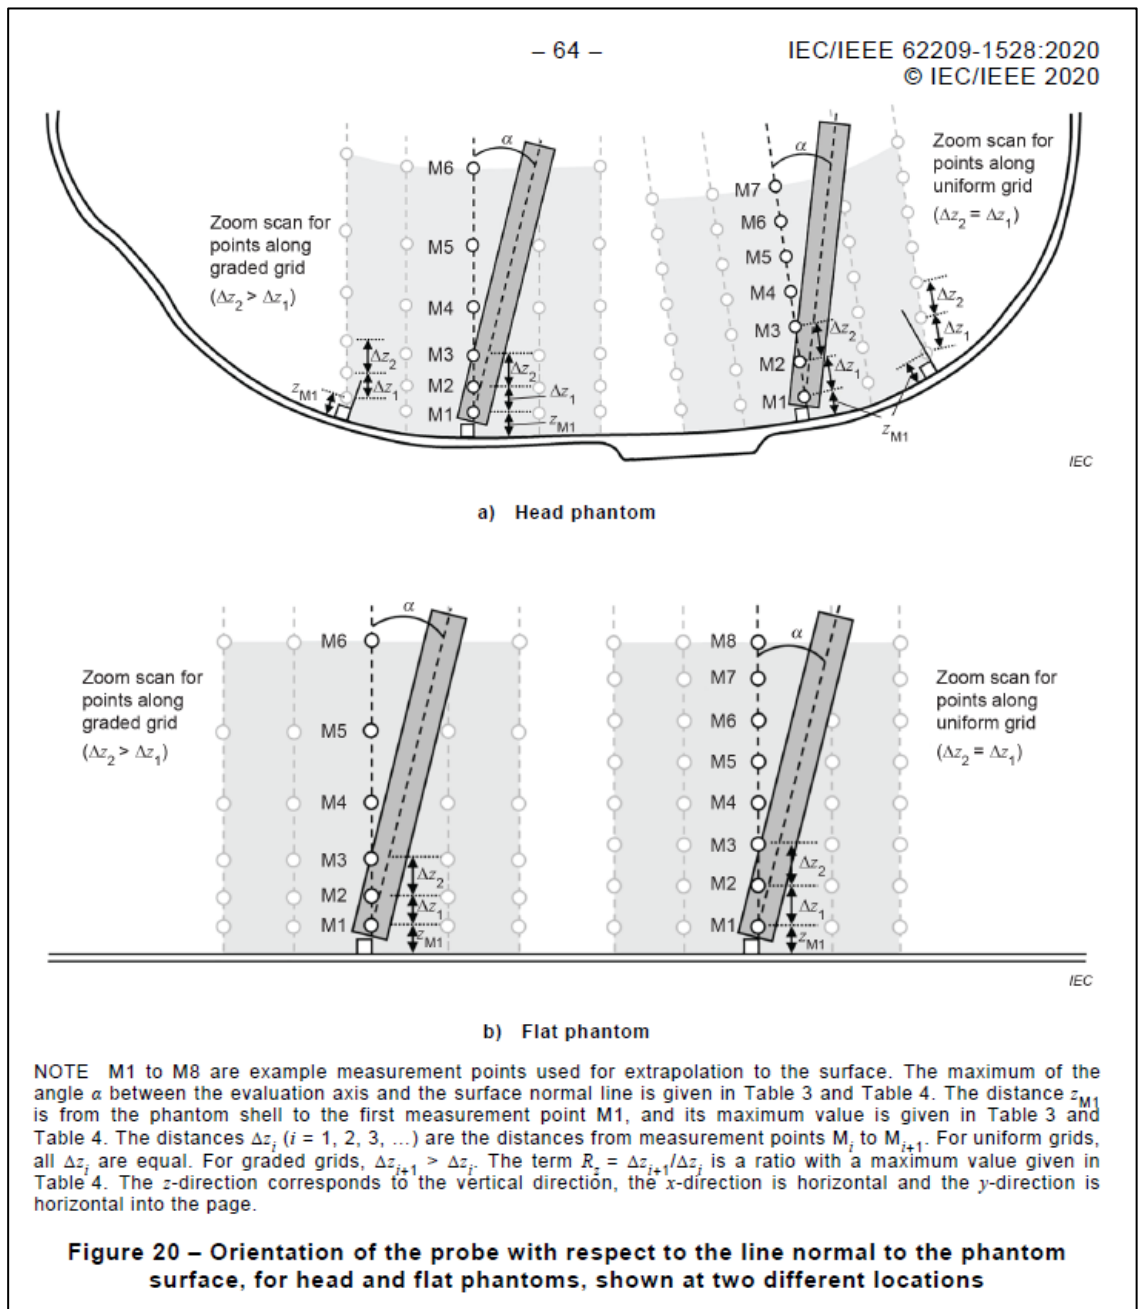 – 64 –
IEC/IEEE 62209-1528:2020
© IEC/IEEE 2020
Zoom scan for
points along
graded grid
(Δz₂ > Δz₁)
α
M6
M5
M4
M3
M2
M1
Δz₂
Δz₁
zM1
Δz₂
Δz₁
zM1
Zoom scan for
points along
uniform grid
(Δz₂ = Δz₁)
α
M7
M6
M5
M4
M3
M2
M1
Δz₂
Δz₁
Δz₂
Δz₁
zM1
IEC
a) Head phantom
Zoom scan for
points along
graded grid
(Δz₂ > Δz₁)
α
M6
M5
M4
M3
M2
M1
Δz₂
Δz₁
zM1
Zoom scan for
points along
uniform grid
(Δz₂ = Δz₁)
α
M8
M7
M6
M5
M4
M3
M2
M1
Δz₂
Δz₁
zM1
IEC
b) Flat phantom
NOTE M1 to M8 are example measurement points used for extrapolation to the surface. The maximum of the
angle α between the evaluation axis and the surface normal line is given in Table 3 and Table 4. The distance zM1
is from the phantom shell to the first measurement point M1, and its maximum value is given in Table 3 and
Table 4. The distances Δzi (i = 1, 2, 3, ...) are the distances from measurement points Mi to Mi+1. For uniform grids,
all Δzi are equal. For graded grids, Δzi+1 > Δzi. The term Rz = Δzi+1/Δzi is a ratio with a maximum value given in
Table 4. The z-direction corresponds to the vertical direction, the x-direction is horizontal and the y-direction is
horizontal into the page.
Figure 20 – Orientation of the probe with respect to the line normal to the phantom
surface, for head and flat phantoms, shown at two different locations